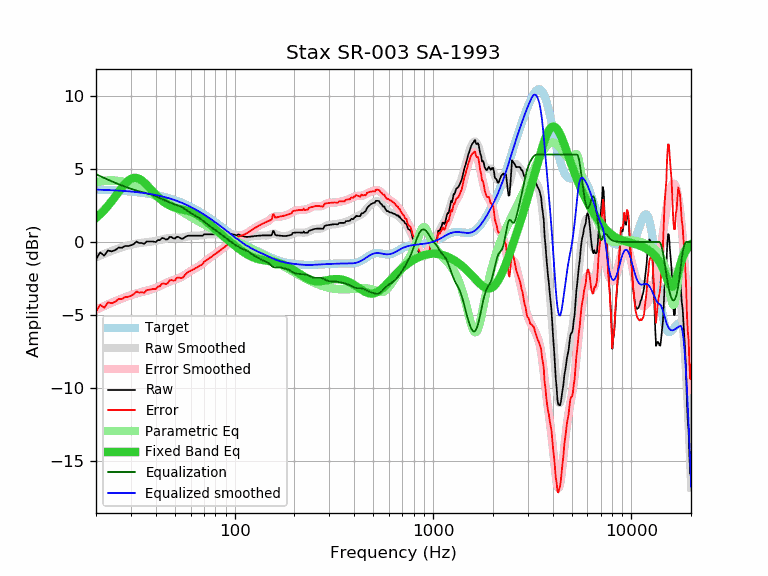 Stax SR-003 SA-1993
Amplitude (dBr)
10
5
0
−5
−10
−15
Target
Raw Smoothed
Error Smoothed
Raw
Error
Parametric Eq
Fixed Band Eq
Equalization
Equalized smoothed
100
1000
10000
Frequency (Hz)